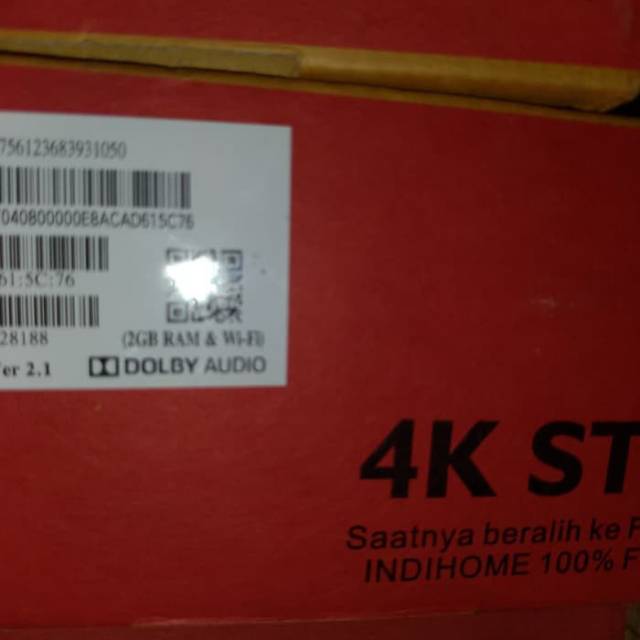 756123683931050
040800000E8ACAD615C76
61:5C:76
28188
(2GB RAM & Wi-Fi)
Ver 2.1
DOLBY AUDIO
4K ST
Saatnya beralih ke F
INDIHOME 100% F